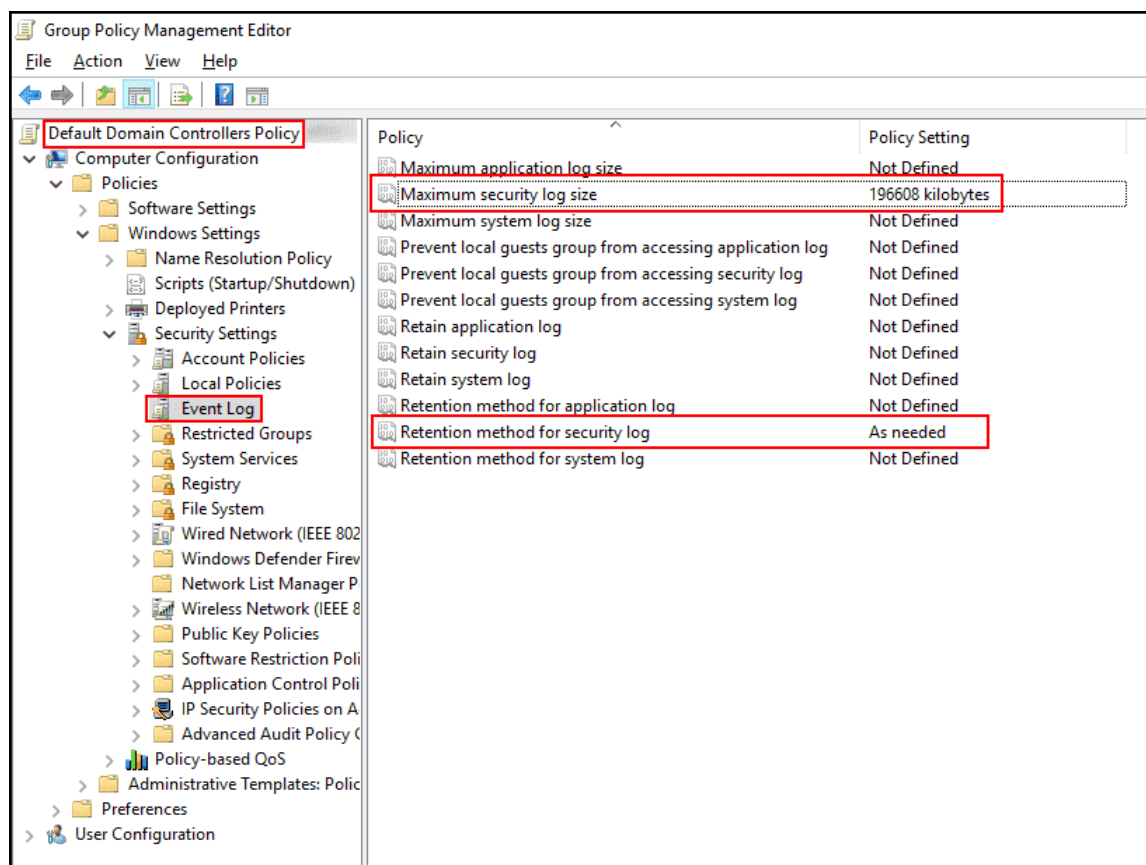 Group Policy Management Editor
File Action View Help
Default Domain Controllers Policy
Computer Configuration
Policies
Software Settings
Windows Settings
Name Resolution Policy
Scripts (Startup/Shutdown)
Deployed Printers
Security Settings
Account Policies
Local Policies
Event Log
Restricted Groups
System Services
Registry
File System
Wired Network (IEEE 802
Windows Defender Firew
Network List Manager P
Wireless Network (IEEE 8
Public Key Policies
Software Restriction Poli
Application Control Poli
IP Security Policies on A
Advanced Audit Policy C
Policy-based QoS
Administrative Templates: Polic
Preferences
User Configuration
Policy Policy Setting
Maximum application log size Not Defined
Maximum security log size 196608 kilobytes
Maximum system log size Not Defined
Prevent local guests group from accessing application log Not Defined
Prevent local guests group from accessing security log Not Defined
Prevent local guests group from accessing system log Not Defined
Retain application log Not Defined
Retain security log Not Defined
Retain system log Not Defined
Retention method for application log Not Defined
Retention method for security log As needed
Retention method for system log Not Defined